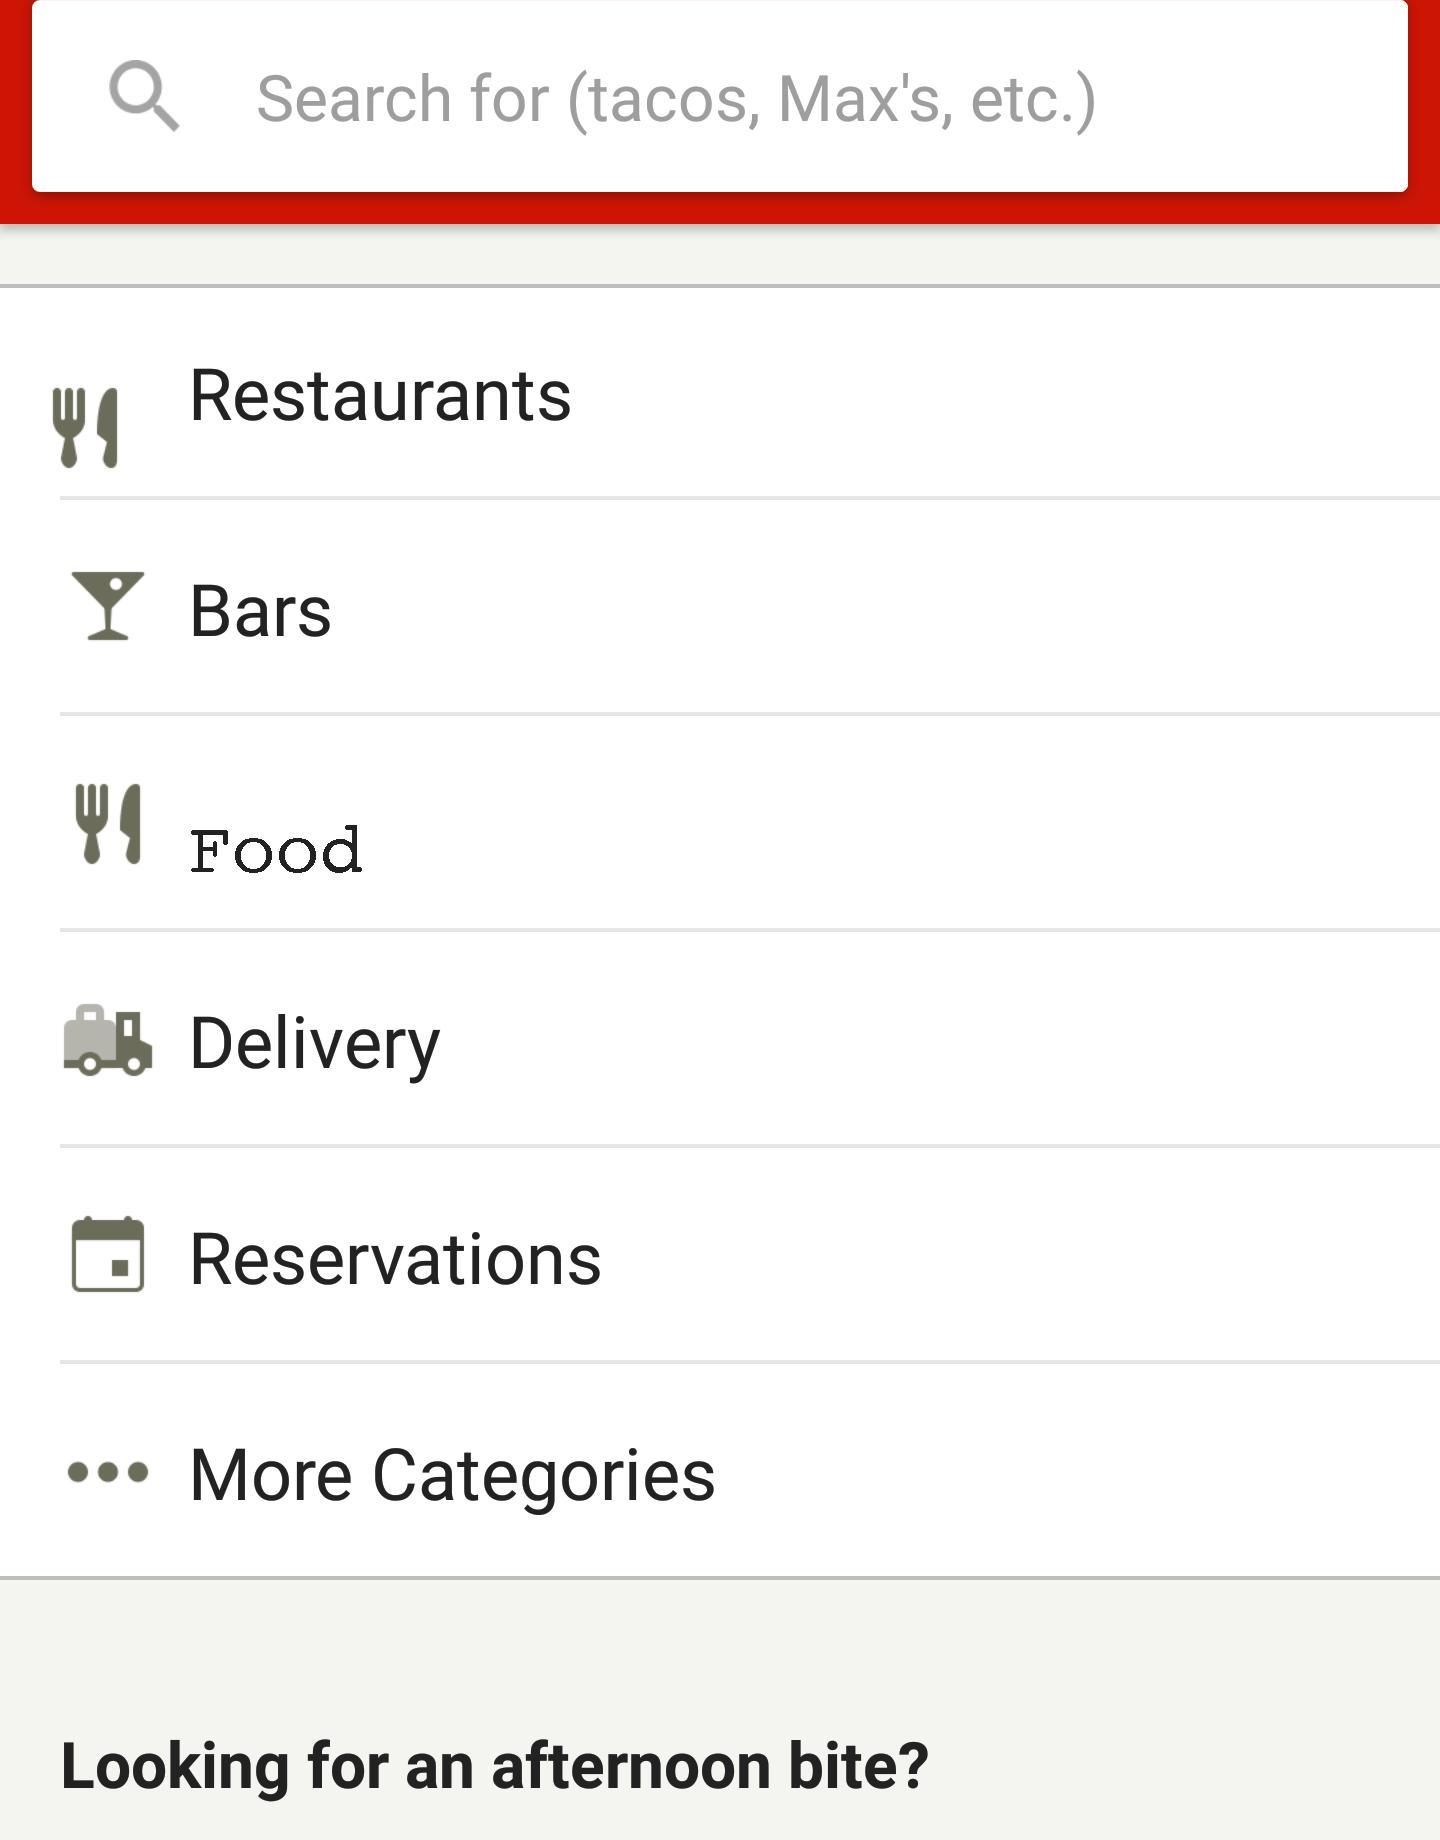 Search for (tacos, Max's, etc.)
Restaurants
Bars
Food
Delivery
Reservations
More Categories
Looking for an afternoon bite?